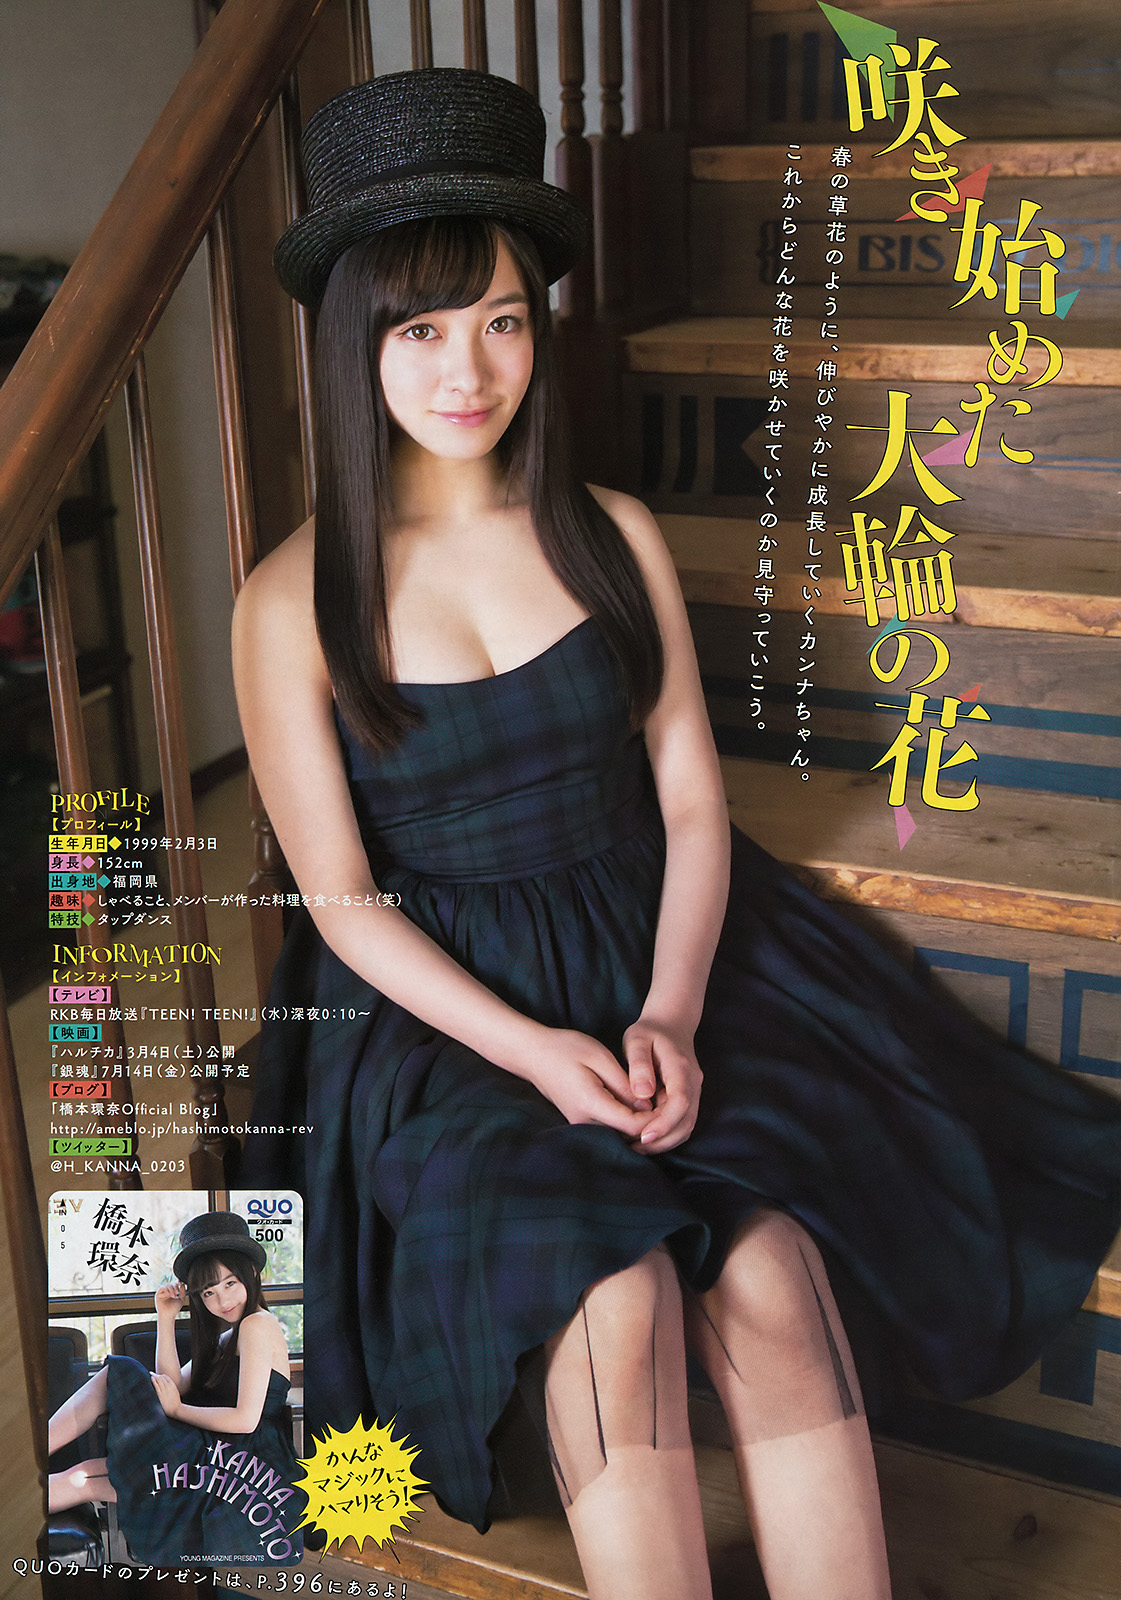 咲き始めた
大輪の花
春の草花のように、伸びやかに成長していくカンナちゃん。
これからどんな花を咲かせていくのか見守っていこう。
PROFILE
【プロフィール】
生年月日◆1999年2月3日
身長◆152cm
出身地◆福岡県
趣味◆しゃべること、メンバーが作った料理を食べること(笑)
特技◆タップダンス
INFORMATION
【インフォメーション】
【テレビ】
RKB毎日放送『TEEN! TEEN!』(水)深夜0:10〜
【映画】
『ハルチカ』3月4日(土)公開
『銀魂』7月14日(金)公開予定
【ブログ】
「橋本環奈Official Blog」
http://ameblo.jp/hashimotokanna-rev
【ツイッター】
@H_KANNA_0203
橋本
環奈
QUO
クオ・カード
500
KANNA
HASHIMOTO
YOUNG MAGAZINE PRESENTS
かんな
マジックに
ハマりそう!
QUOカードのプレゼントは、P.396にあるよ!
BIS